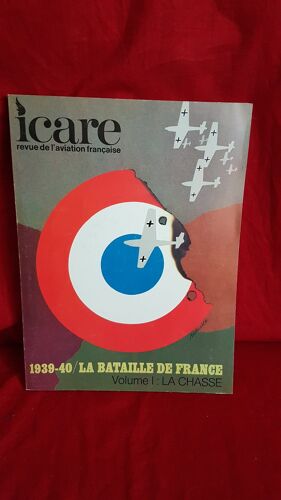 icare
revue de l'aviation française
1939-40/LA BATAILLE DE FRANCE
Volume I : LA CHASSE